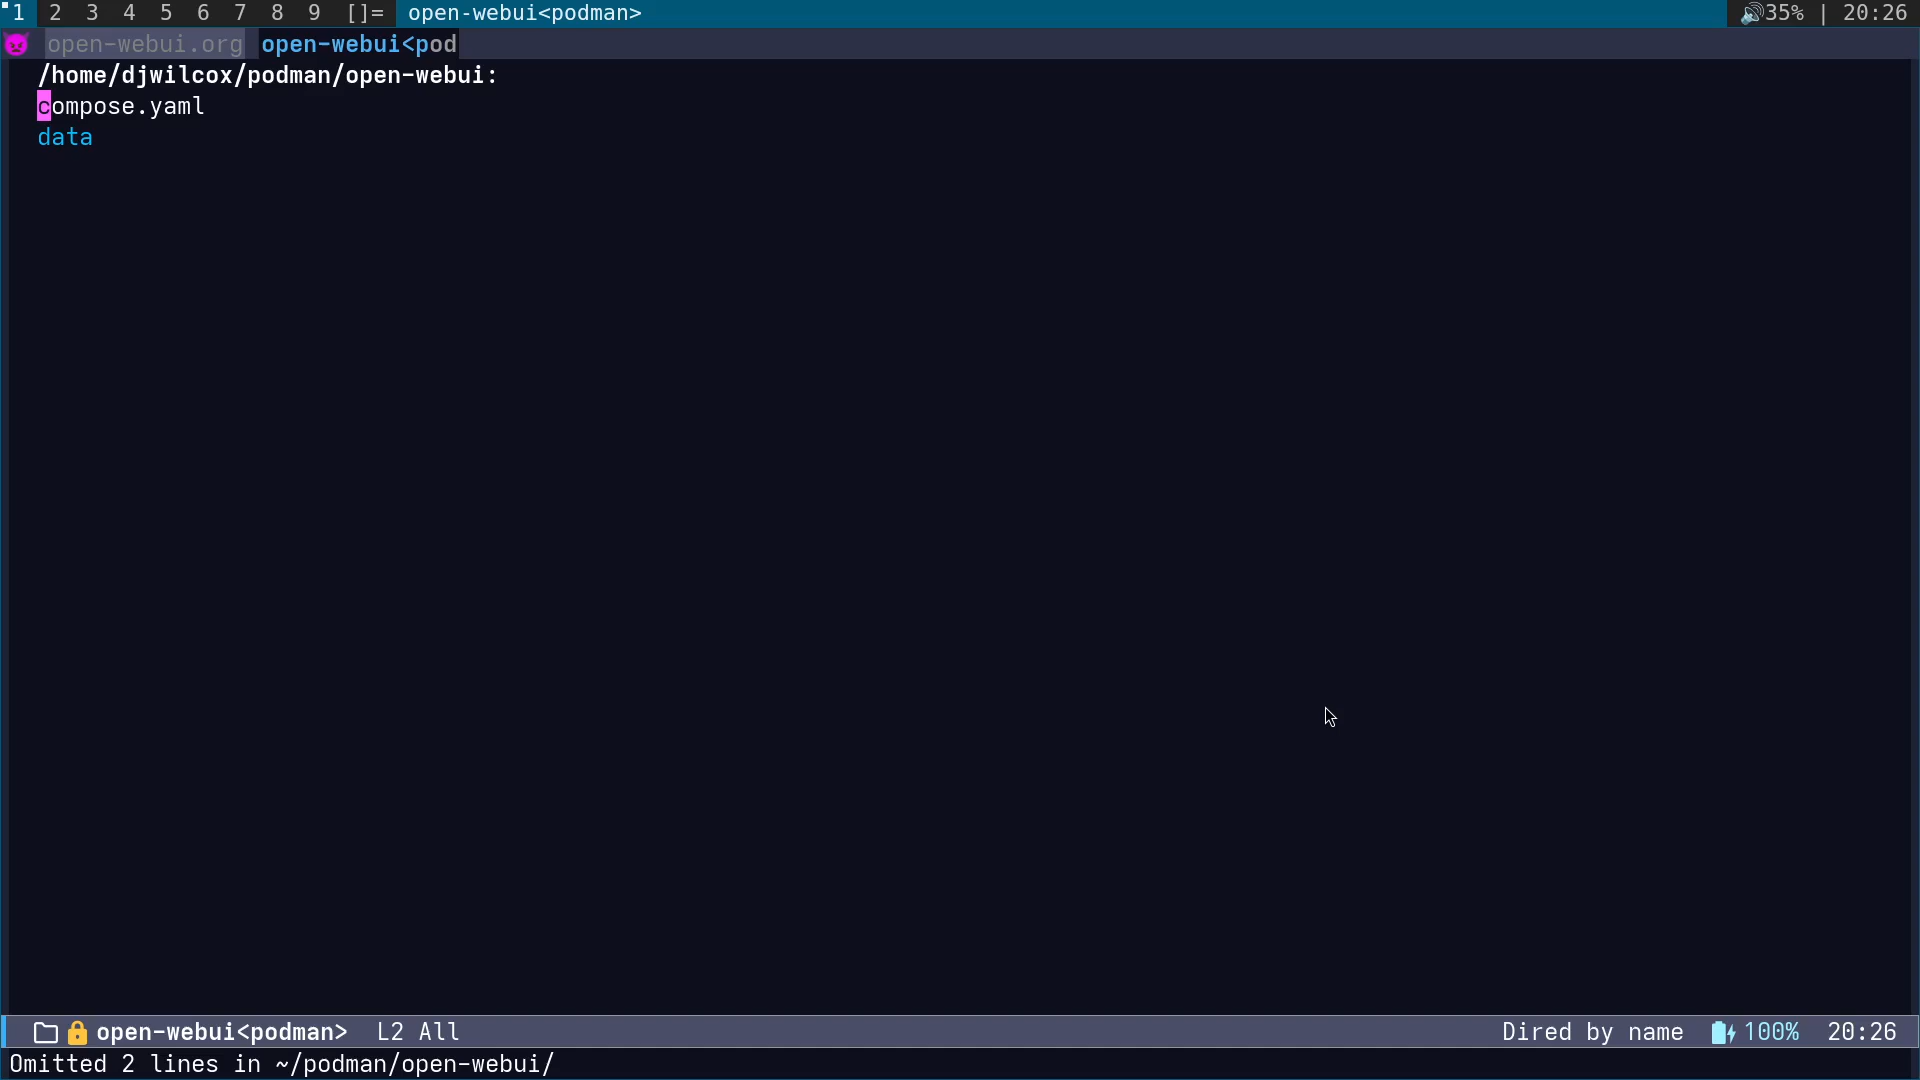 1 2 3 4 5 6 7 8 9 []= open-webui<podman> 35% | 20:26
open-webui.org open-webui<pod
/home/djwilcox/podman/open-webui:
compose.yaml
data
open-webui<podman> L2 All Dired by name 100% 20:26
Omitted 2 lines in ~/podman/open-webui/